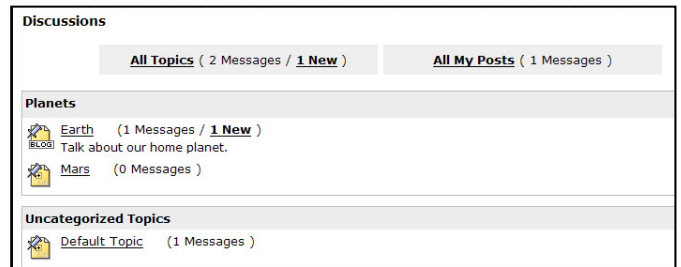 Discussions
All Topics ( 2 Messages / 1 New ) All My Posts ( 1 Messages )
Planets
Earth (1 Messages / 1 New )
BLOG Talk about our home planet.
Mars (0 Messages )
Uncategorized Topics
Default Topic (1 Messages )